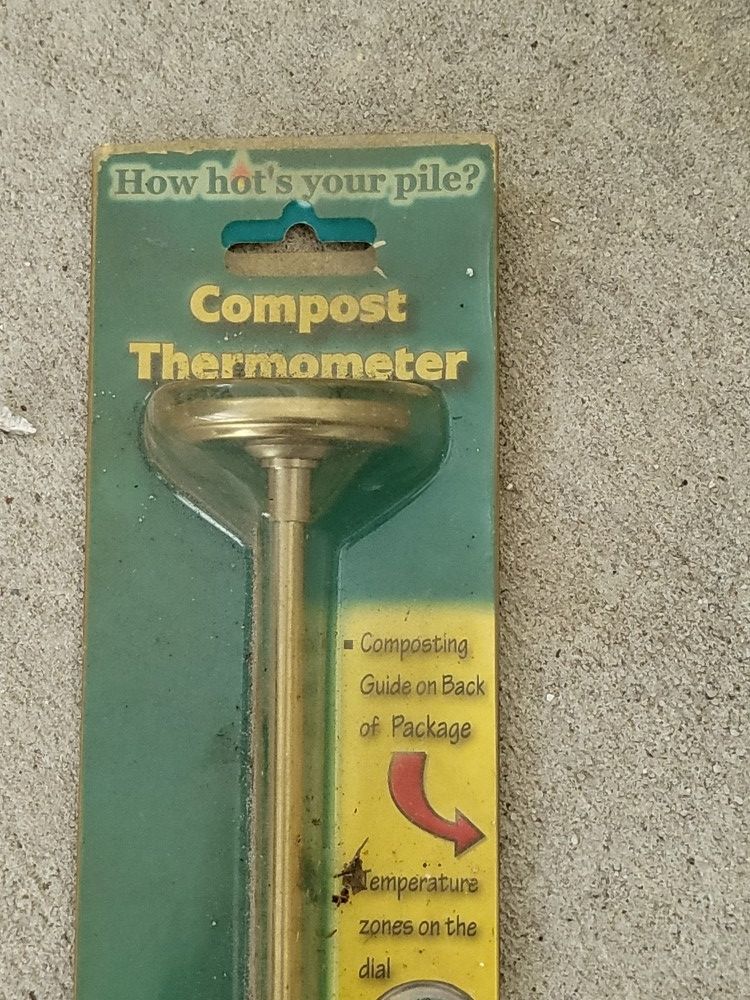 How hot's your pile?
Compost
Thermometer
Composting
Guide on Back
of Package
Temperature
zones on the
dial